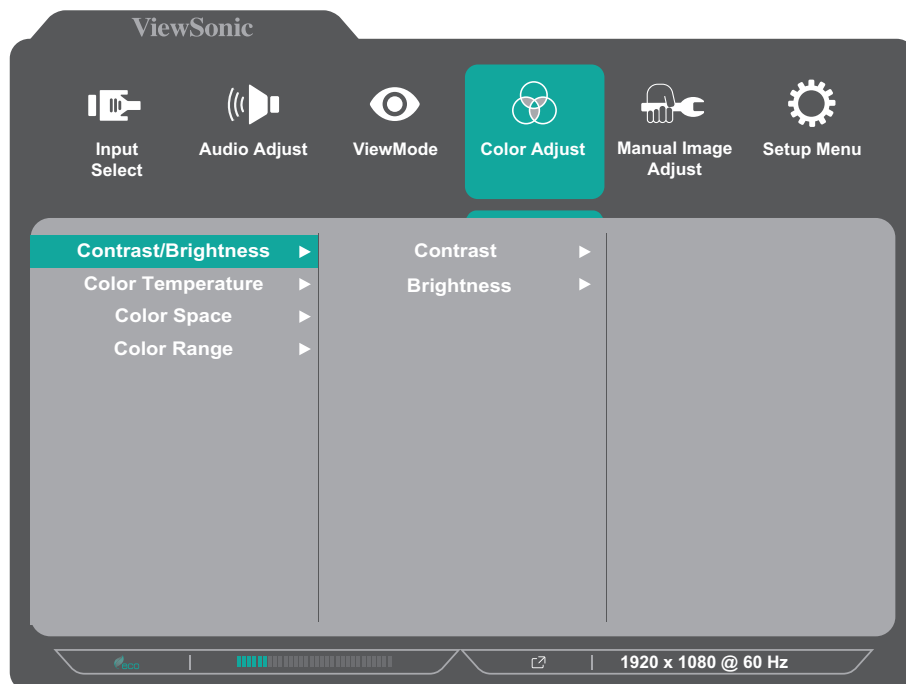 ViewSonic
Input
Select
Audio Adjust
ViewMode
Color Adjust
Manual Image
Adjust
Setup Menu
Contrast/Brightness
Color Temperature
Color Space
Color Range
Contrast
Brightness
eco
1920 x 1080 @ 60 Hz